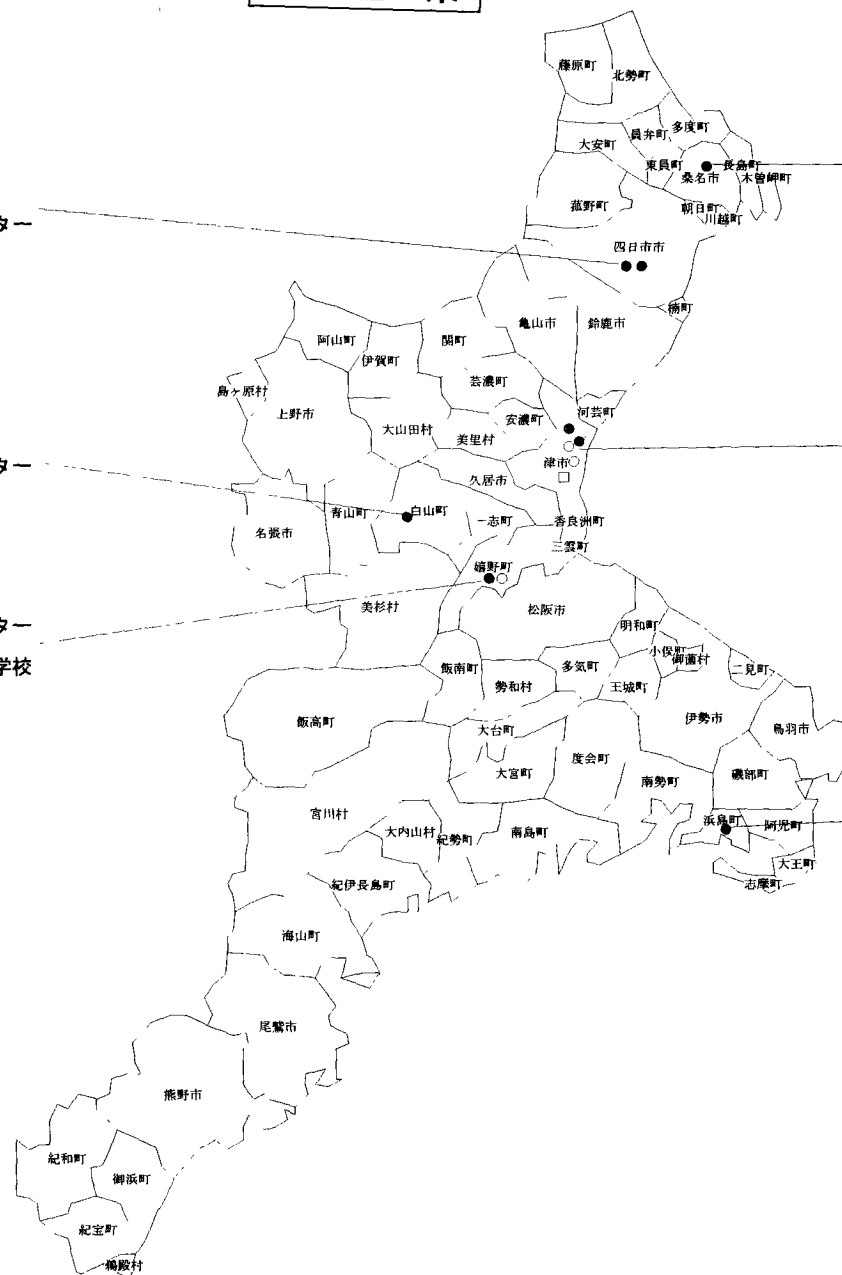 藤原町
北勢町
員弁町
多度町
大安町
東員町
長島町
桑名市
木曽岬町
菰野町
朝日町
川越町
ター
四日市市
楠町
亀山市
鈴鹿市
阿山町
関町
伊賀町
芸濃町
島ヶ原村
上野市
河芸町
安濃町
大山田村
美里村
津市
ター
久居市
青山町
白山町
一志町
香良洲町
名張市
三雲町
嬉野町
美杉村
松阪市
ター
明和町
小俣町
御薗村
学校
飯南町
多気町
二見町
勢和村
玉城町
飯高町
伊勢市
鳥羽市
大台町
度会町
大宮町
南勢町
磯部町
宮川村
浜島町
大内山村
紀勢町
南島町
阿児町
大王町
紀伊長島町
志摩町
海山町
尾鷲市
熊野市
紀和町
御浜町
紀宝町
鵜殿村